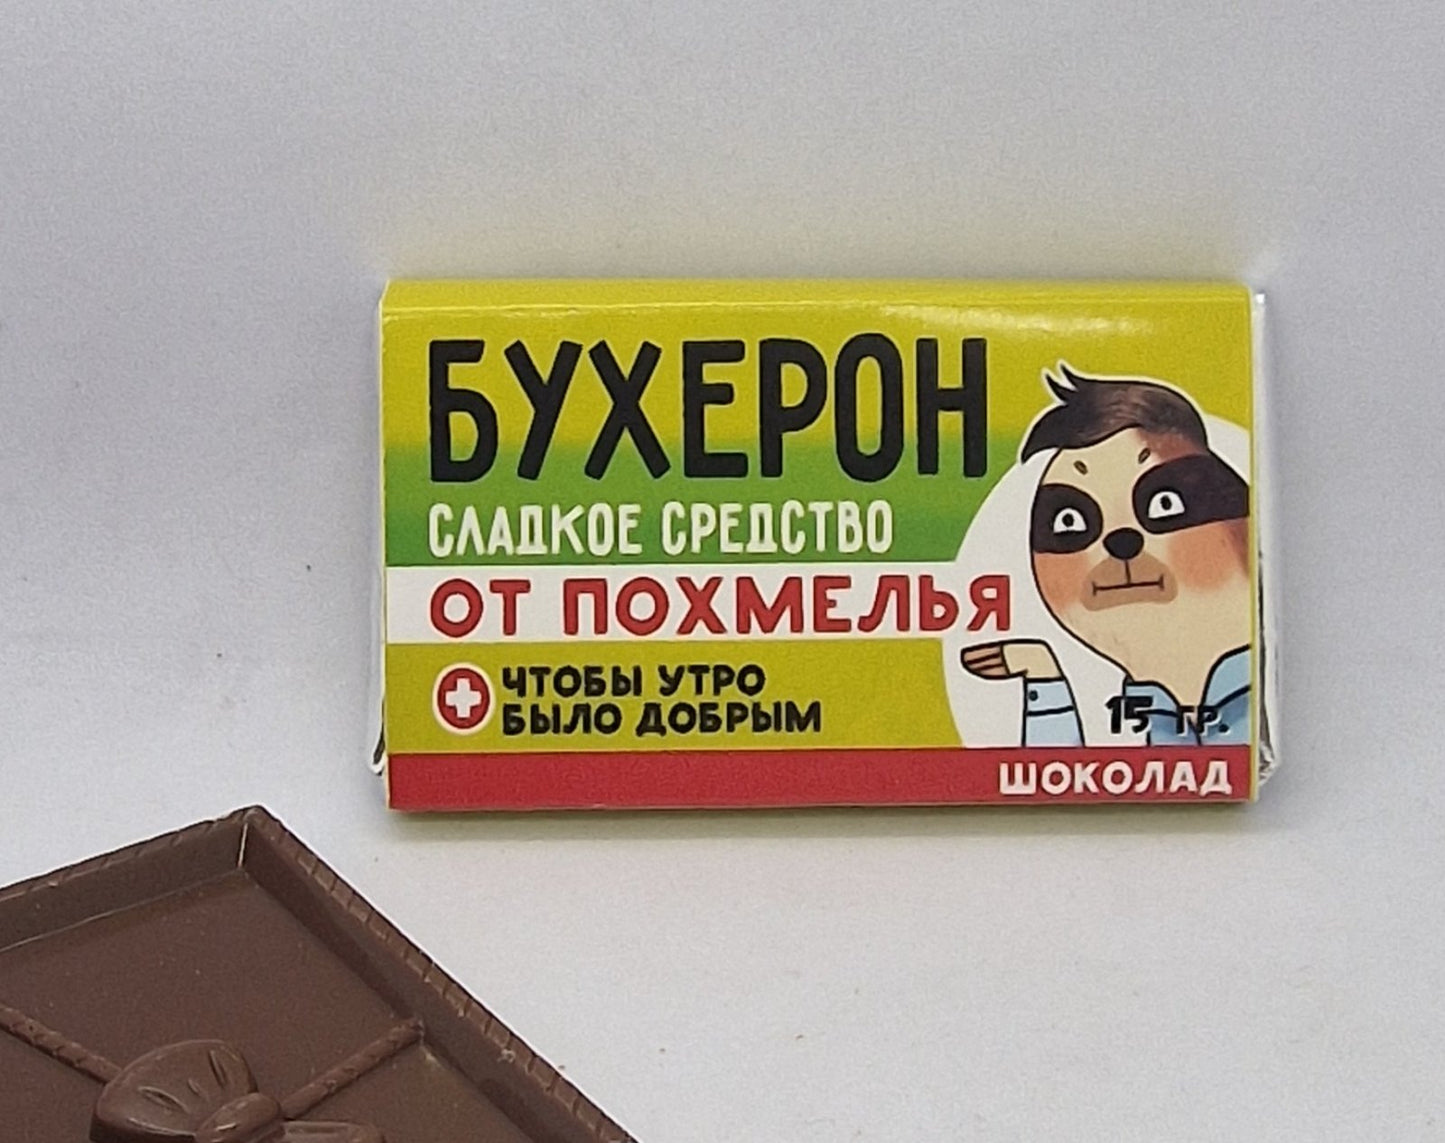 БУХЕРОН
СЛАДКОЕ СРЕДСТВО
ОТ ПОХМЕЛЬЯ
ЧТОБЫ УТРО
БЫЛО ДОБРЫМ
15 ГР.
ШОКОЛАД